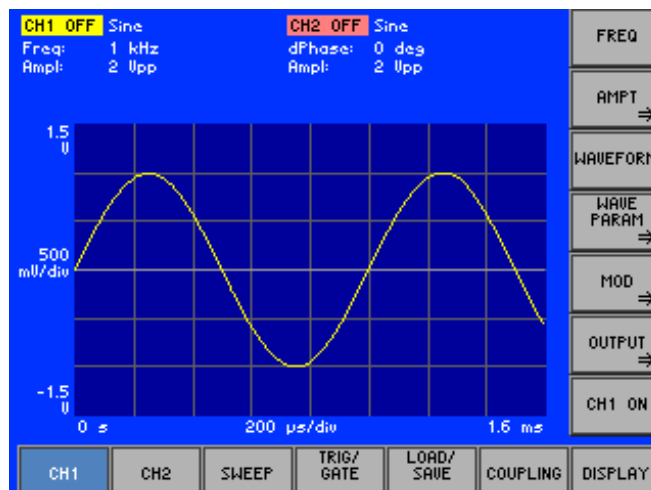 CH1 OFF Sine
Freq: 1 kHz
Ampl: 2 Vpp
CH2 OFF Sine
dPhase: 0 deg
Ampl: 2 Vpp
1.5
V
500
mV/div
-1.5
V
0 s
200 µs/div
1.6 ms
FREQ
AMPT
WAVEFORM
WAVE
PARAM
MOD
OUTPUT
CH1 ON
CH1
CH2
SWEEP
TRIG/
GATE
LOAD/
SAVE
COUPLING
DISPLAY